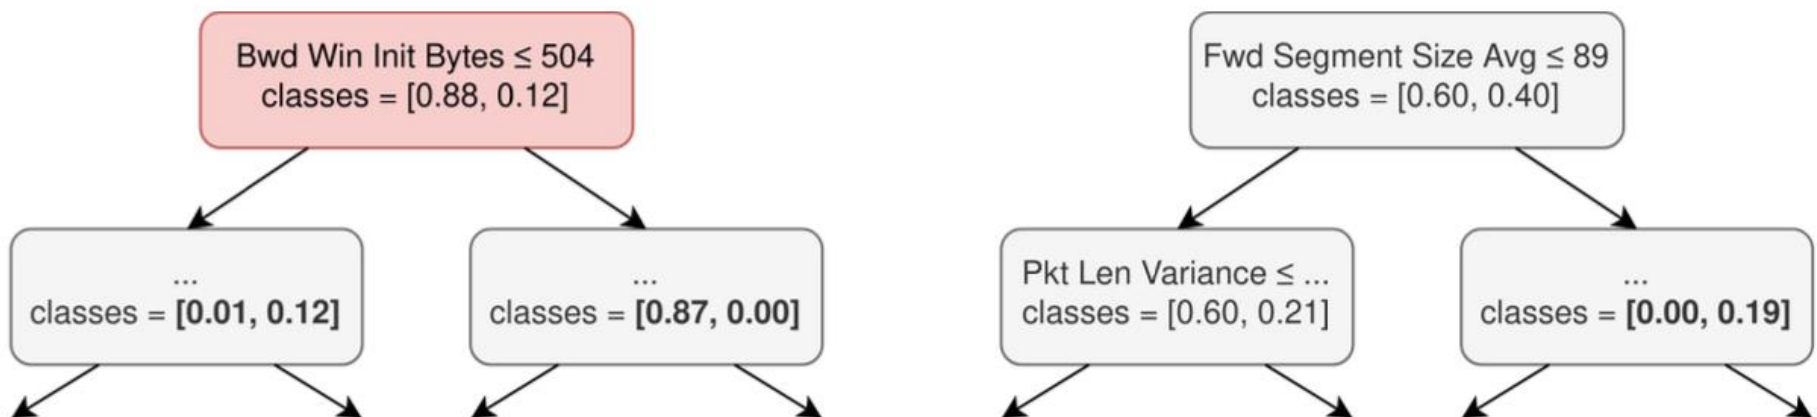 Bwd Win Init Bytes ≤ 504
classes = [0.88, 0.12]
...
classes = [0.01, 0.12]
...
classes = [0.87, 0.00]
Fwd Segment Size Avg ≤ 89
classes = [0.60, 0.40]
Pkt Len Variance ≤ ...
classes = [0.60, 0.21]
...
classes = [0.00, 0.19]